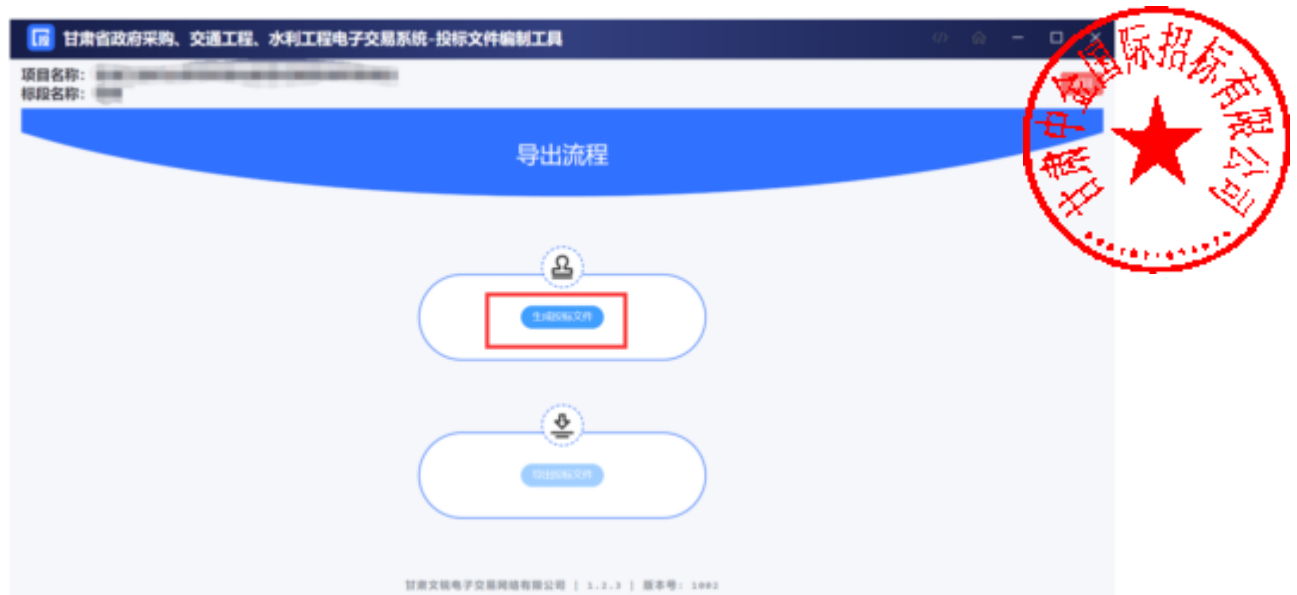 甘肃省政府采购、交通工程、水利工程电子交易系统-投标文件编制工具
项目名称:
标段名称:
导出流程
生成投标文件
导出投标文件
甘肃文锐电子交易网络有限公司 | 1.2.3 | 版本号: 1002
国际招标有限公司
甘肃中